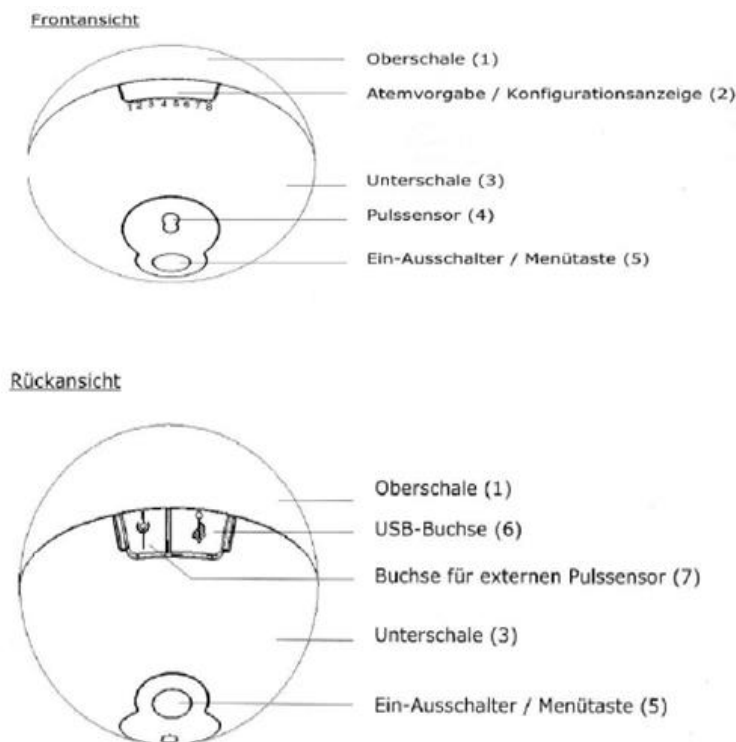 Frontansicht
Oberschale (1)
Atemvorgabe / Konfigurationsanzeige (2)
1 2 3 4 5 6 7 8
Unterschale (3)
Pulssensor (4)
Ein-Ausschalter / Menütaste (5)
Rückansicht
Oberschale (1)
USB-Buchse (6)
Buchse für externen Pulssensor (7)
Unterschale (3)
Ein-Ausschalter / Menütaste (5)